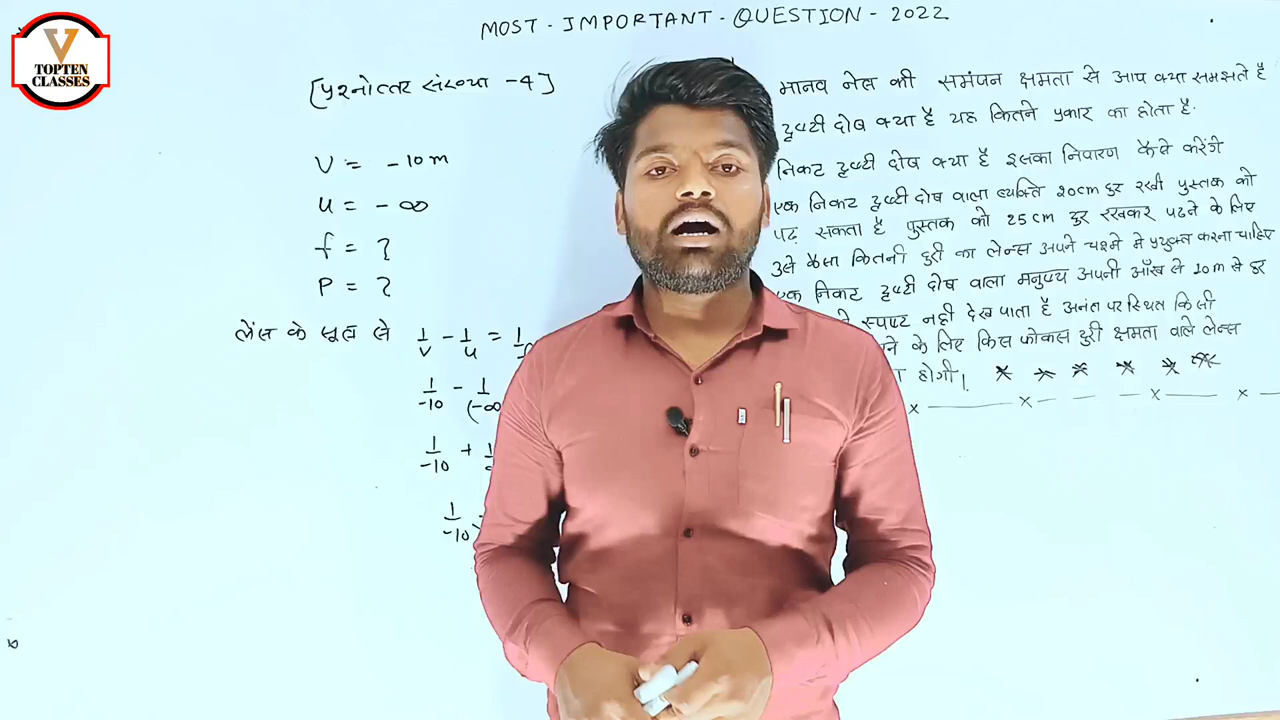 V
TOPTEN
CLASSES
MOST - IMPORTANT - QUESTION - 2022
[प्रश्नोत्तर संख्या -4]
V = -10m
u = -∞
f = ?
P = ?
लेंस के सूत्र से 1/v - 1/u = 1/
1/-10 - 1/(-∞
1/-10 + 1/
1/-10
मानव नेत्र की समंजन क्षमता से आप क्या समझते है
दृष्टी दोष क्या है यह कितने प्रकार का होता है.
निकट दृष्टी दोष क्या है इसका निवारण कैसे करेंगे
एक निकट दृष्टी दोष वाला व्यक्ति 20cm दुर रखी पुस्तक को
पढ़ सकता है पुस्तक को 25cm दुर रखकर पढने के लिए
उसे कैसा कितनी दुरी का लेन्स अपने चश्मे मे प्रयुक्त करना चाहिए
एक निकट दृष्टी दोष वाला मनुष्य अपनी आँख से 10m से दुर
स्पष्ट नही देख पाता है अनंत पर स्थित किसी
ने के लिए किस फोकस दुरी क्षमता वाले लेन्स
होगी।